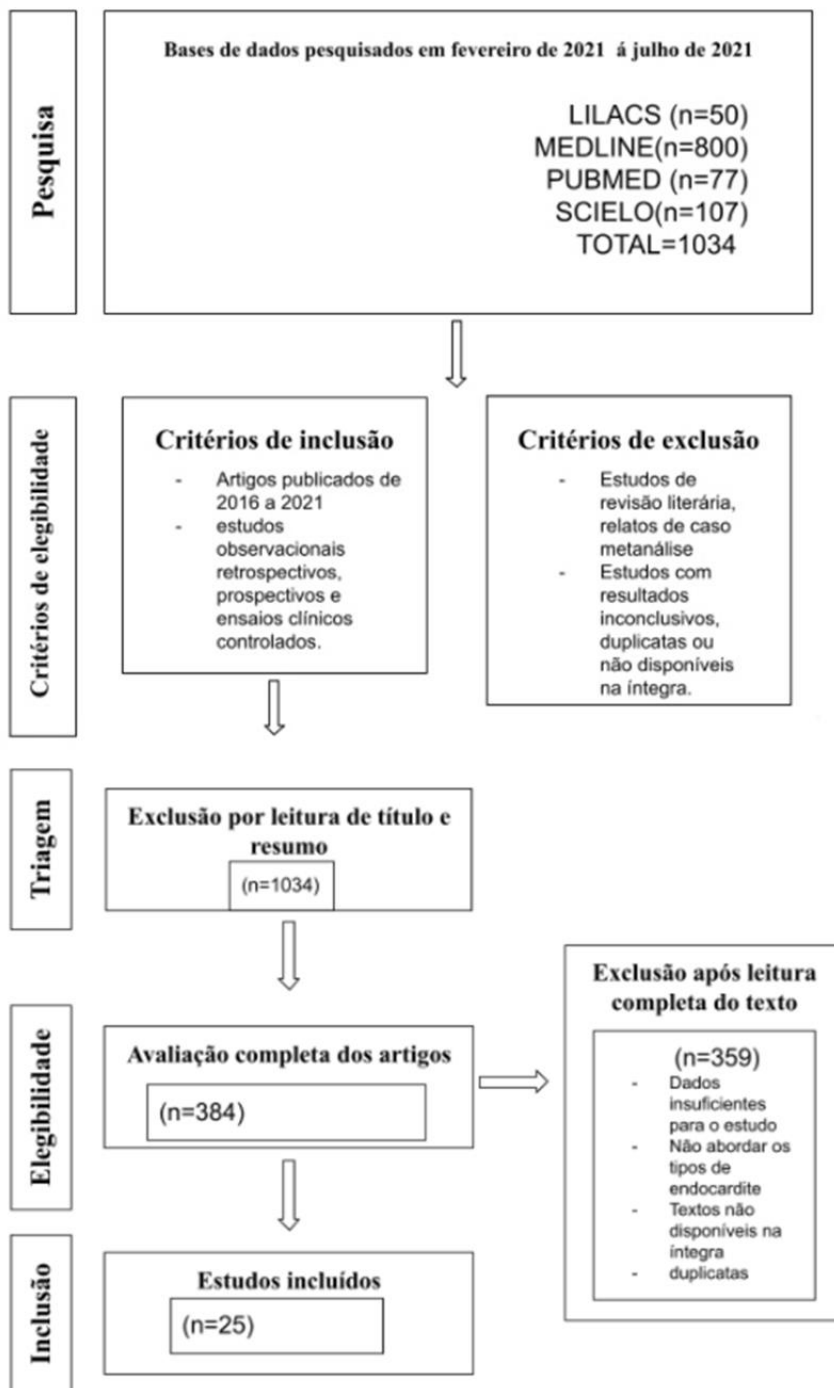 Pesquisa
Bases de dados pesquisados em fevereiro de 2021 á julho de 2021
LILACS (n=50)
MEDLINE(n=800)
PUBMED (n=77)
SCIELO(n=107)
TOTAL=1034
Critérios de elegibilidade
Critérios de inclusão
- Artigos publicados de
2016 a 2021
- estudos
observacionais
retrospectivos,
prospectivos e
ensaios clínicos
controlados.
Critérios de exclusão
- Estudos de
revisão literária,
relatos de caso
metanálise
- Estudos com
resultados
inconclusivos,
duplicatas ou
não disponíveis
na íntegra.
Triagem
Exclusão por leitura de título e
resumo
(n=1034)
Elegibilidade
Avaliação completa dos artigos
(n=384)
Exclusão após leitura
completa do texto
(n=359)
- Dados
insuficientes
para o estudo
- Não abordar os
tipos de
endocardite
- Textos não
disponíveis na
íntegra
- duplicatas
Inclusão
Estudos incluídos
(n=25)